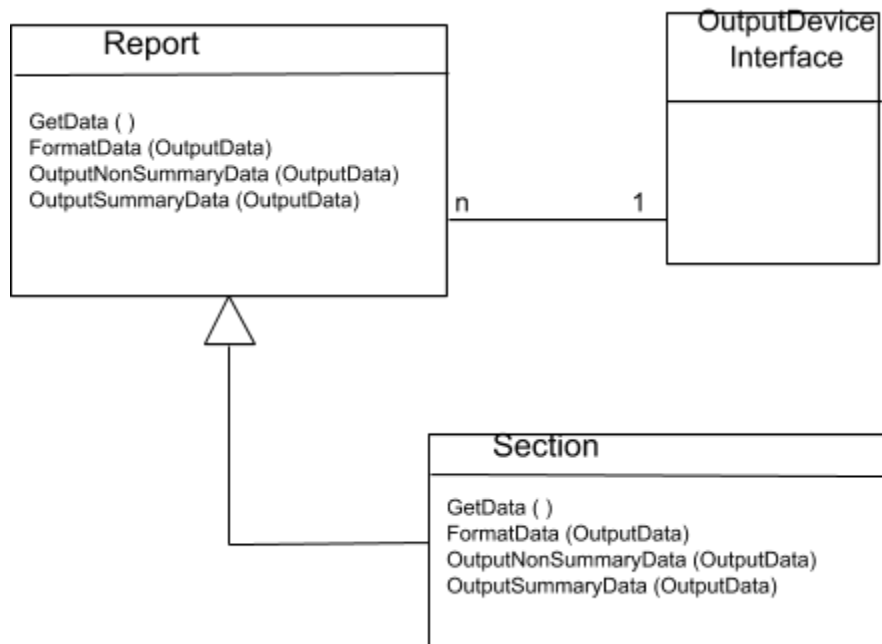 Report
GetData ( )
FormatData (OutputData)
OutputNonSummaryData (OutputData)
OutputSummaryData (OutputData)
OutputDevice
Interface
n
1
Section
GetData ( )
FormatData (OutputData)
OutputNonSummaryData (OutputData)
OutputSummaryData (OutputData)